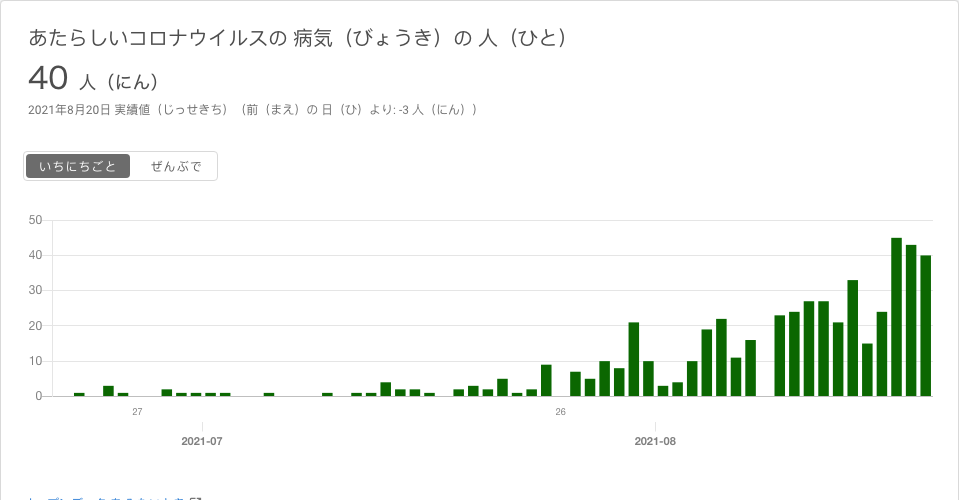 あたらしいコロナウイルスの 病気（びょうき）の 人（ひと）
40 人（にん）
2021年8月20日 実績値（じっせきち）（前（まえ）の 日（ひ）より: -3 人（にん））
いちにちごと ぜんぶで
50
40
30
20
10
0
27 26
2021-07 2021-08